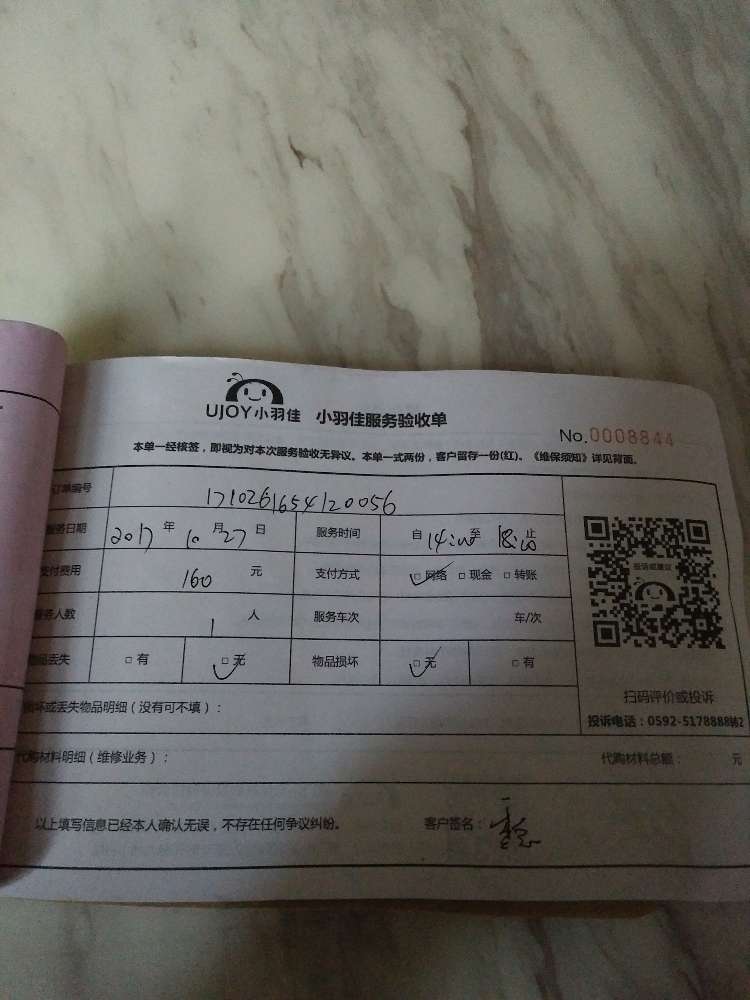 UJOY小羽佳 小羽佳服务验收单
No.0008844
本单一经核签，即视为对本次服务验收无异议。本单一式两份，客户留存一份(红)。《维保须知》详见背面。
订单编号 1710261654120056
服务日期 2017 年 10 月 27 日 服务时间 自 14:00 至 18:00 止
支付费用 160 元 支付方式 □网络 □现金 □转账
服务人数 1 人 服务车次 车/次
物品丢失 □有 □无 物品损坏 □无 □有
扫码评价或投诉
投诉电话：0592-5178888转2
损坏或丢失物品明细（没有可不填）：
代购材料明细（维修业务）： 代购材料总额： 元
以上填写信息已经本人确认无误，不存在任何争议纠纷。 客户签名：